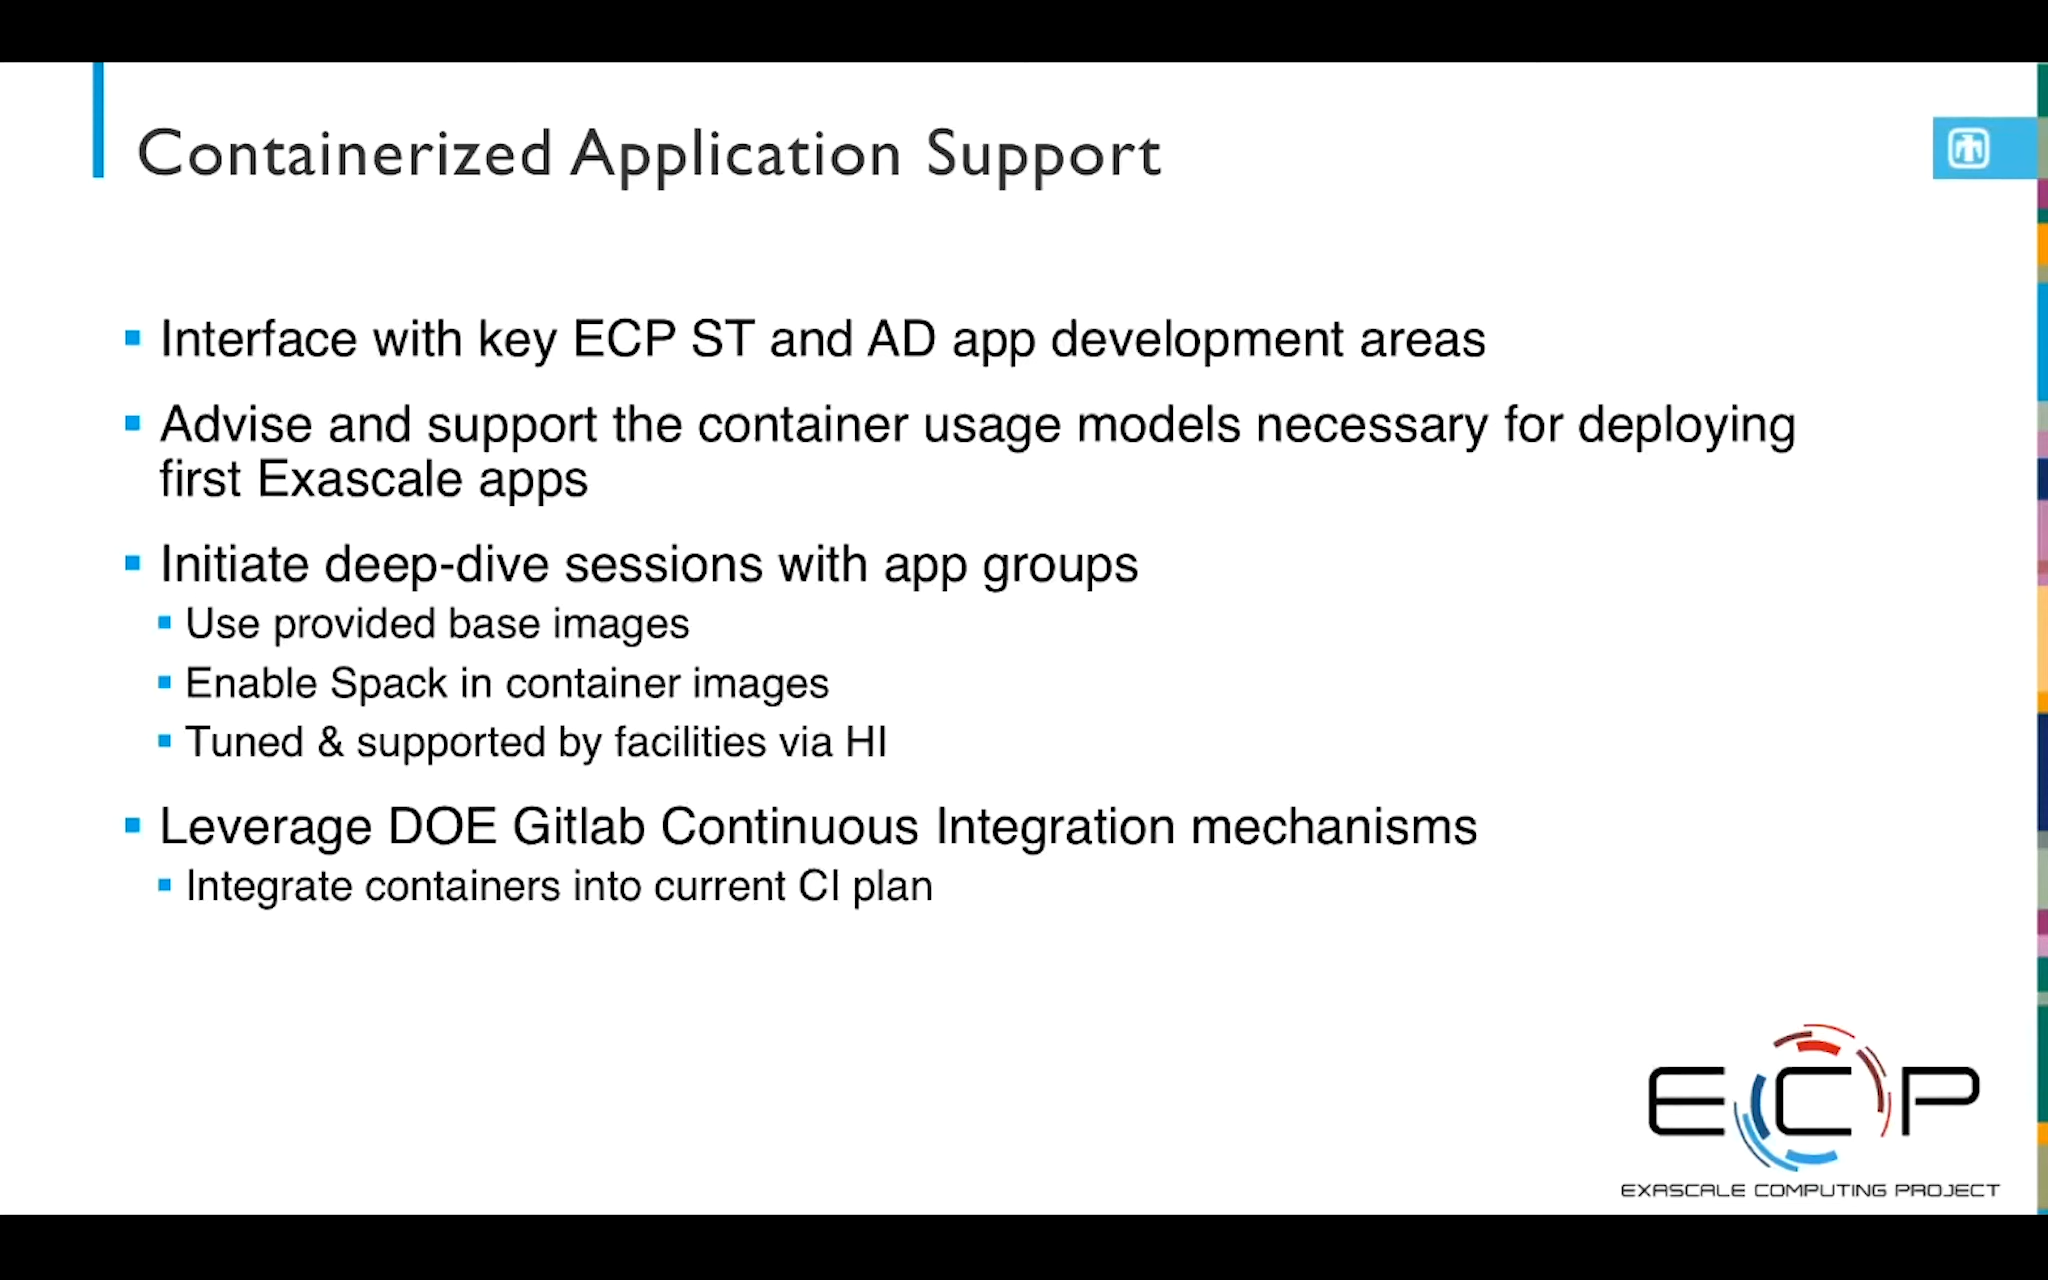 Containerized Application Support
Interface with key ECP ST and AD app development areas
Advise and support the container usage models necessary for deploying
first Exascale apps
Initiate deep-dive sessions with app groups
Use provided base images
Enable Spack in container images
Tuned & supported by facilities via HI
Leverage DOE Gitlab Continuous Integration mechanisms
Integrate containers into current CI plan
ECP
EXASCALE COMPUTING PROJECT